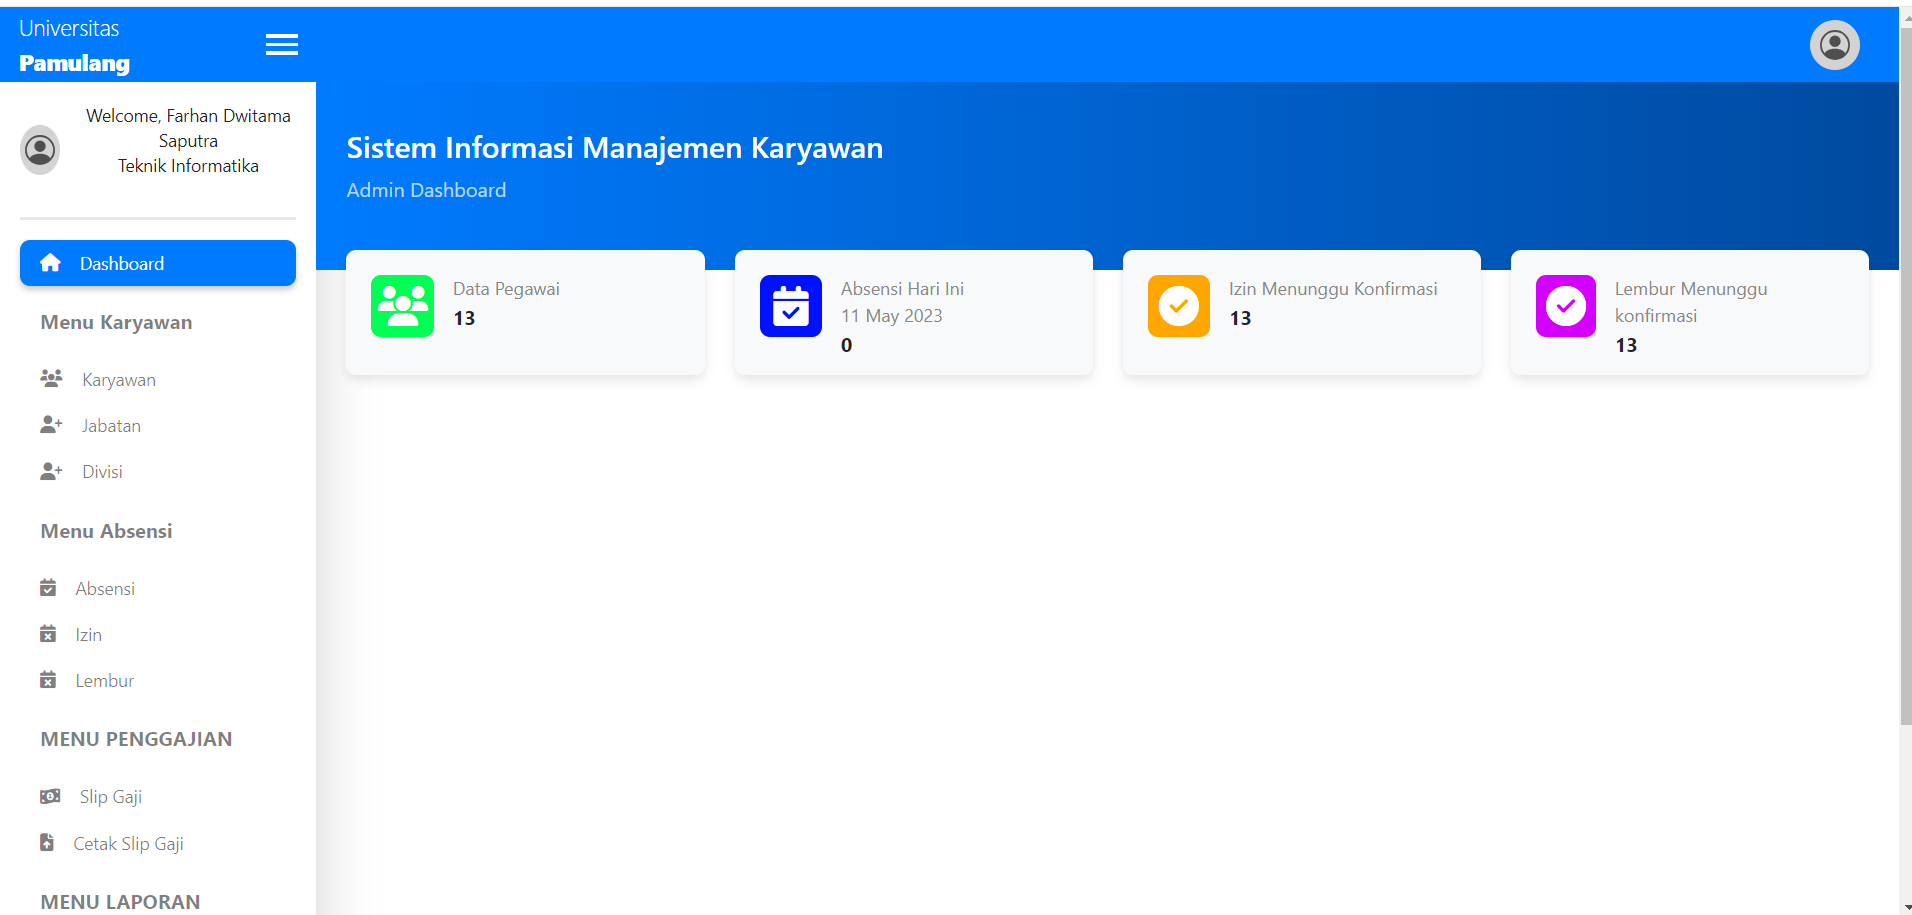 Universitas
Pamulang
Welcome, Farhan Dwitama
Saputra
Teknik Informatika
Dashboard
Menu Karyawan
Karyawan
Jabatan
Divisi
Menu Absensi
Absensi
Izin
Lembur
MENU PENGGAJIAN
Slip Gaji
Cetak Slip Gaji
MENU LAPORAN
Sistem Informasi Manajemen Karyawan
Admin Dashboard
Data Pegawai
13
Absensi Hari Ini
11 May 2023
0
Izin Menunggu Konfirmasi
13
Lembur Menunggu
konfirmasi
13